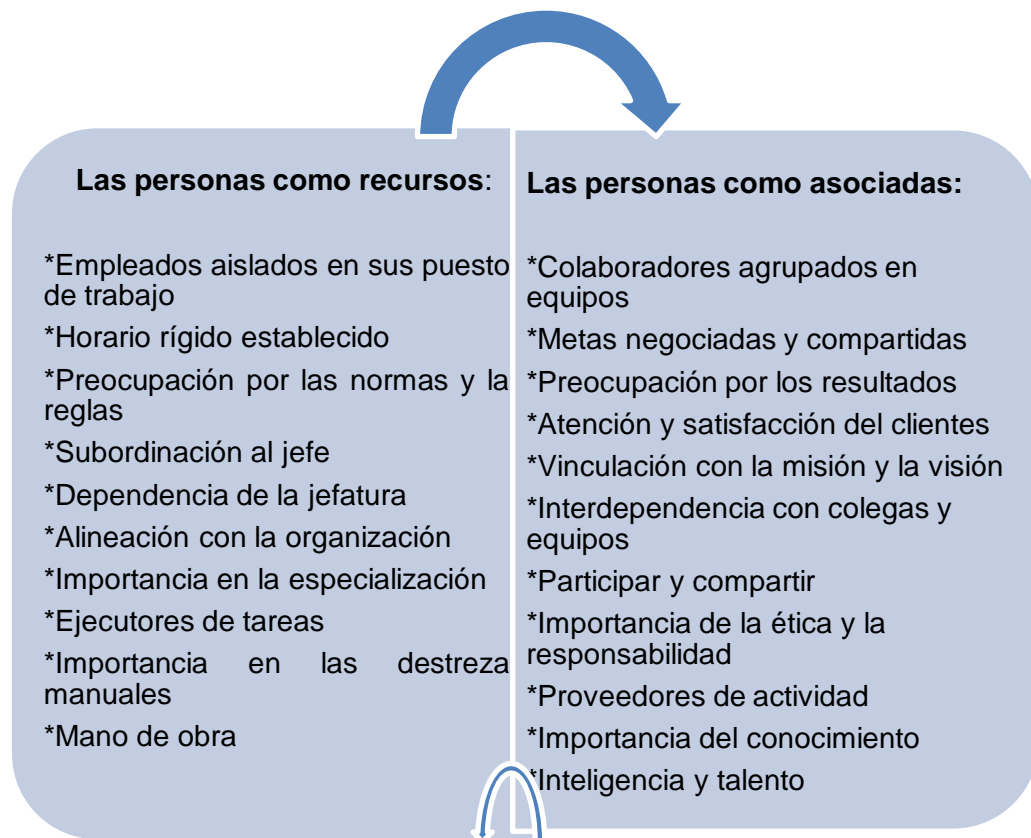 Las personas como recursos:
*Empleados aislados en sus puesto
de trabajo
*Horario rígido establecido
*Preocupación por las normas y la
reglas
*Subordinación al jefe
*Dependencia de la jefatura
*Alineación con la organización
*Importancia en la especialización
*Ejecutores de tareas
*Importancia en las destreza
manuales
*Mano de obra
Las personas como asociadas:
*Colaboradores agrupados en
equipos
*Metas negociadas y compartidas
*Preocupación por los resultados
*Atención y satisfacción del clientes
*Vinculación con la misión y la visión
*Interdependencia con colegas y
equipos
*Participar y compartir
*Importancia de la ética y la
responsabilidad
*Proveedores de actividad
*Importancia del conocimiento
*Inteligencia y talento